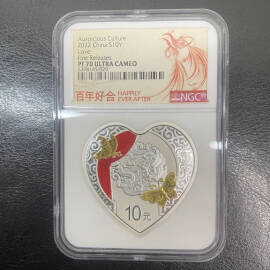 Auspicious Culture
2022 China S10Y
Love
First Releases
PF 70 ULTRA CAMEO
百年好合
HAPPILY
EVER AFTER
NGC
10元